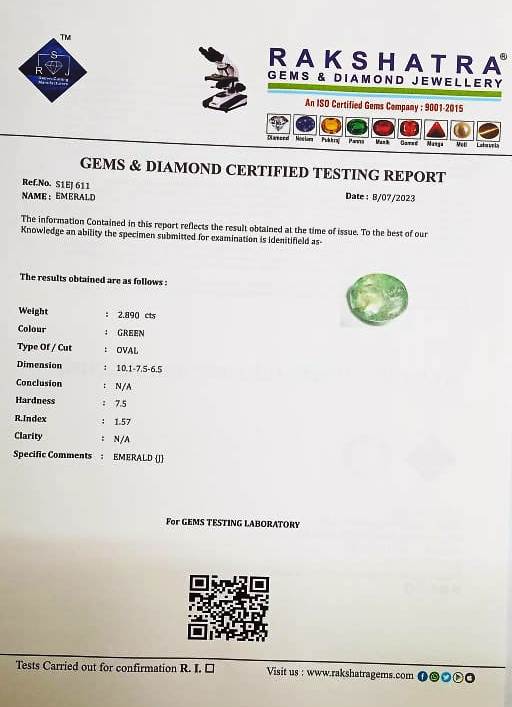 TM
S
R J
RAKSHATRA®
GEMS & DIAMOND JEWELLERY
An ISO Certified Gems Company : 9001-2015
Diamond Neelam Pukhraj Panna Manik Gomed Munga Moti Lahsunia
GEMS & DIAMOND CERTIFIED TESTING REPORT
Ref.No. S1EJ 611
NAME : EMERALD
Date : 8/07/2023
The information Contained in this report reflects the result obtained at the time of issue. To the best of our
Knowledge an ability the specimen submitted for examination is identifield as-
The results obtained are as follows :
Weight : 2.890 cts
Colour : GREEN
Type Of / Cut : OVAL
Dimension : 10.1-7.5-6.5
Conclusion : N/A
Hardness : 7.5
R.Index : 1.57
Clarity : N/A
Specific Comments : EMERALD {J}
For GEMS TESTING LABORATORY
Tests Carried out for confirmation R. I. ☐
Visit us : www.rakshatragems.com